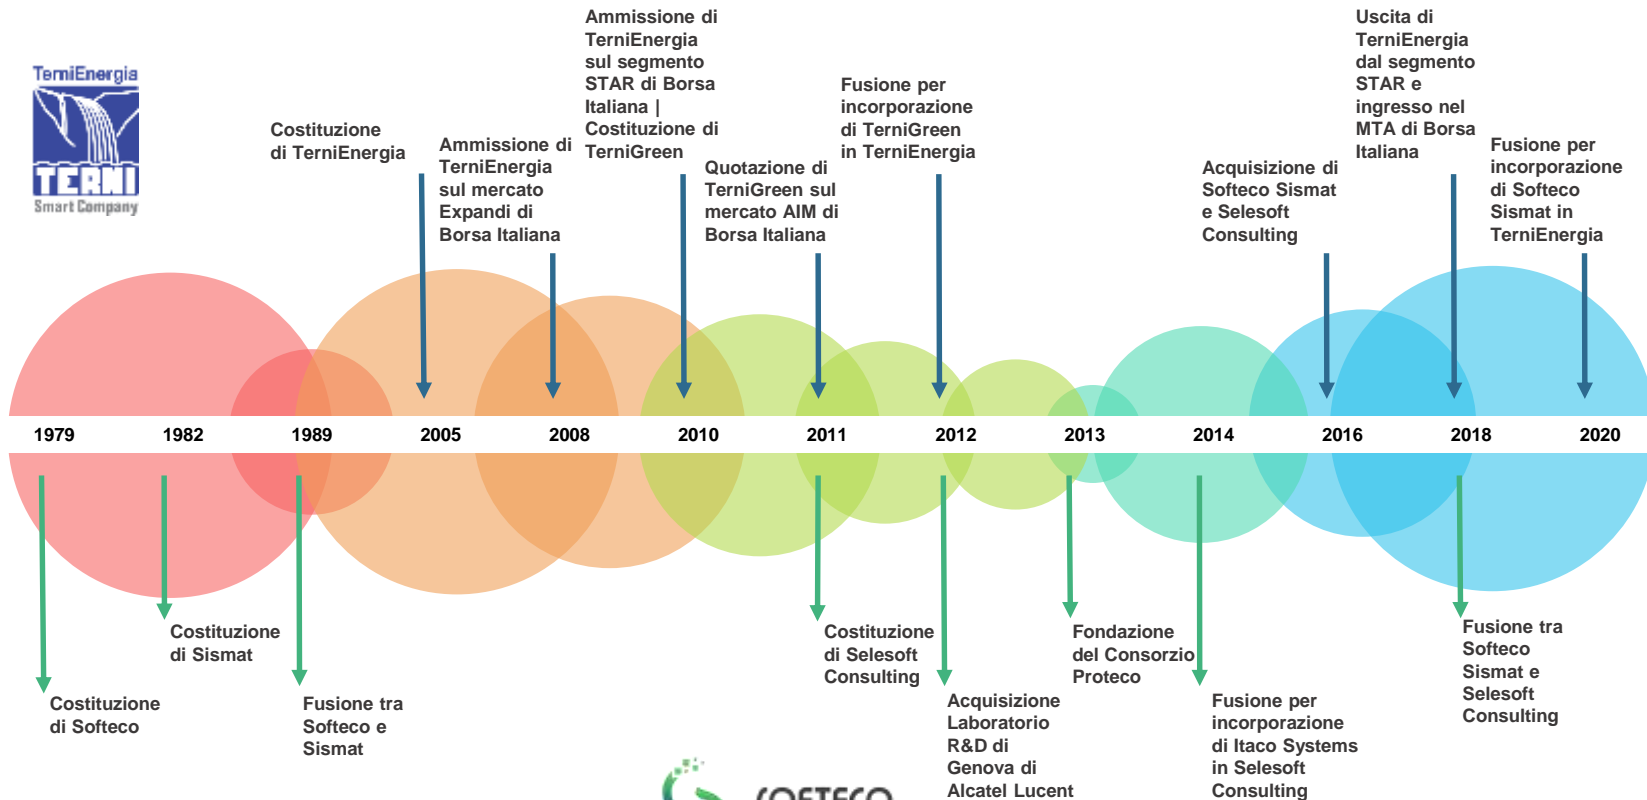 TerniEnergia
TERNI
Smart Company
Costituzione
di TerniEnergia
Ammissione di
TerniEnergia
sul mercato
Expandi di
Borsa Italiana
Ammissione di
TerniEnergia
sul segmento
STAR di Borsa
Italiana |
Costituzione di
TerniGreen
Quotazione di
TerniGreen sul
mercato AIM di
Borsa Italiana
Fusione per
incorporazione
di TerniGreen
in TerniEnergia
Acquisizione di
Softeco Sismat
e Selesoft
Consulting
Uscita di
TerniEnergia
dal segmento
STAR e
ingresso nel
MTA di Borsa
Italiana
Fusione per
incorporazione
di Softeco
Sismat in
TerniEnergia
1979 1982 1989 2005 2008 2010 2011 2012 2013 2014 2016 2018 2020
Costituzione
di Softeco
Costituzione
di Sismat
Fusione tra
Softeco e
Sismat
Costituzione
di Selesoft
Consulting
Acquisizione
Laboratorio
R&D di
Genova di
Alcatel Lucent
Fondazione
del Consorzio
Proteco
Fusione per
incorporazione
di Itaco Systems
in Selesoft
Consulting
Fusione tra
Softeco
Sismat e
Selesoft
Consulting
SOFTECO